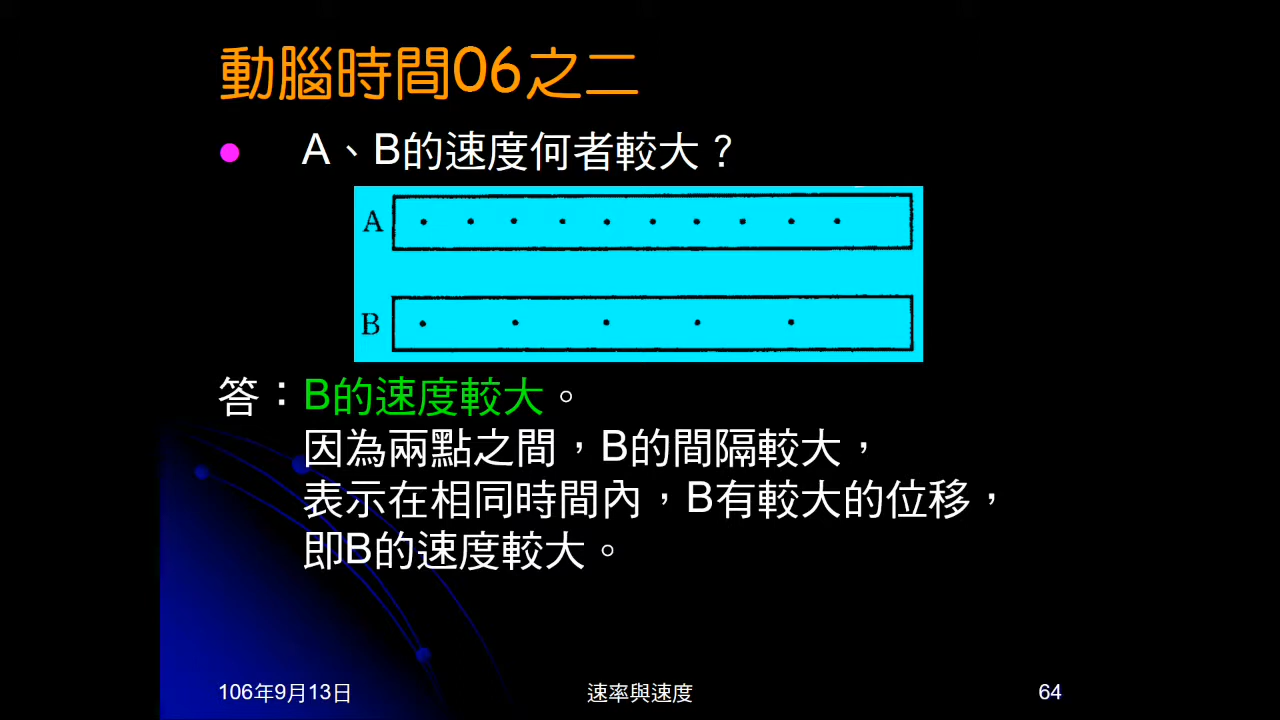 動腦時間06之二
A、B的速度何者較大？
A
B
答：B的速度較大。
因為兩點之間，B的間隔較大，
表示在相同時間內，B有較大的位移，
即B的速度較大。
106年9月13日
速率與速度
64